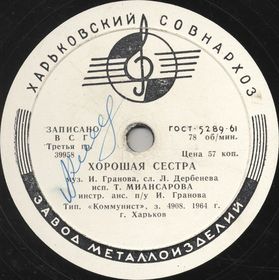 ХАРЬКОВСКИЙ СОВНАРХОЗ
ЗАПИСАНО
ВСГ
Третья гр.
39958
ГОСТ-5289-61
78 об/мин.
Цена 57 коп.
ХОРОШАЯ СЕСТРА
муз. И. Гранова, сл. Л. Дербенева
исп. Т. МИАНСАРОВА
инстр. анс. п/у И. Гранова
Тип. «Коммунист», з. 4908. 1964 г.
г. Харьков
ЗАВОД МЕТАЛЛОИЗДЕЛИЙ